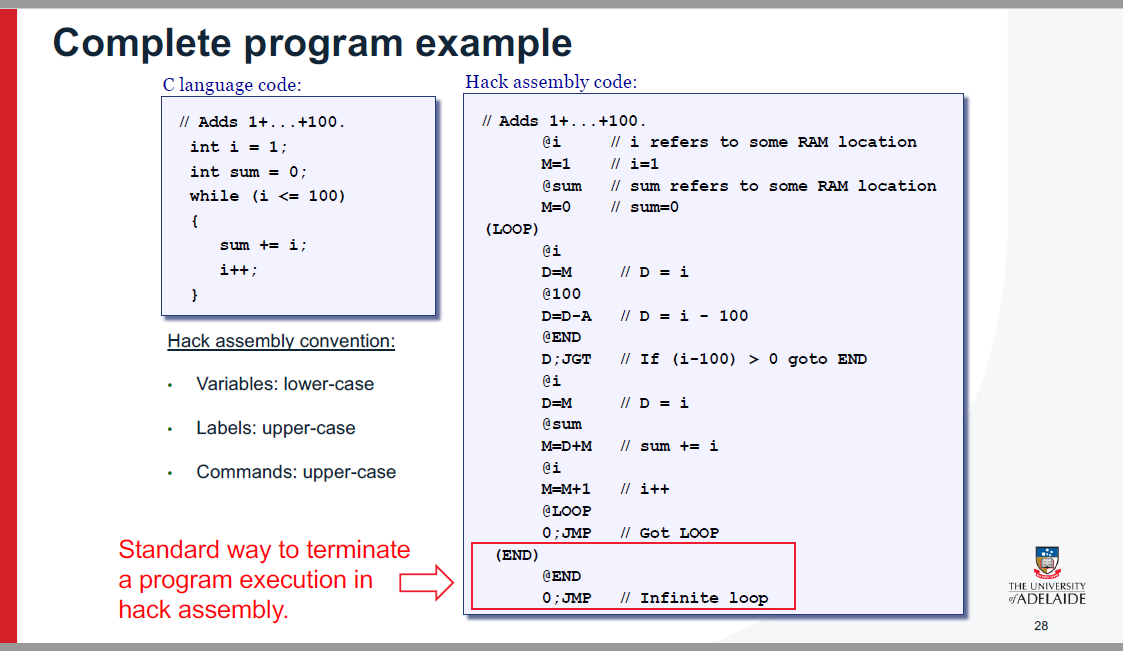 Complete program example
C language code:
// Adds 1+...+100.
int i = 1;
int sum = 0;
while (i <= 100)
{
sum += i;
i++;
}
Hack assembly convention:
• Variables: lower-case
• Labels: upper-case
• Commands: upper-case
Standard way to terminate
a program execution in
hack assembly.
Hack assembly code:
// Adds 1+...+100.
@i // i refers to some RAM location
M=1 // i=1
@sum // sum refers to some RAM location
M=0 // sum=0
(LOOP)
@i
D=M // D = i
@100
D=D-A // D = i - 100
@END
D;JGT // If (i-100) > 0 goto END
@i
D=M // D = i
@sum
M=D+M // sum += i
@i
M=M+1 // i++
@LOOP
0;JMP // Got LOOP
(END)
@END
0;JMP // Infinite loop
THE UNIVERSITY
of ADELAIDE
28